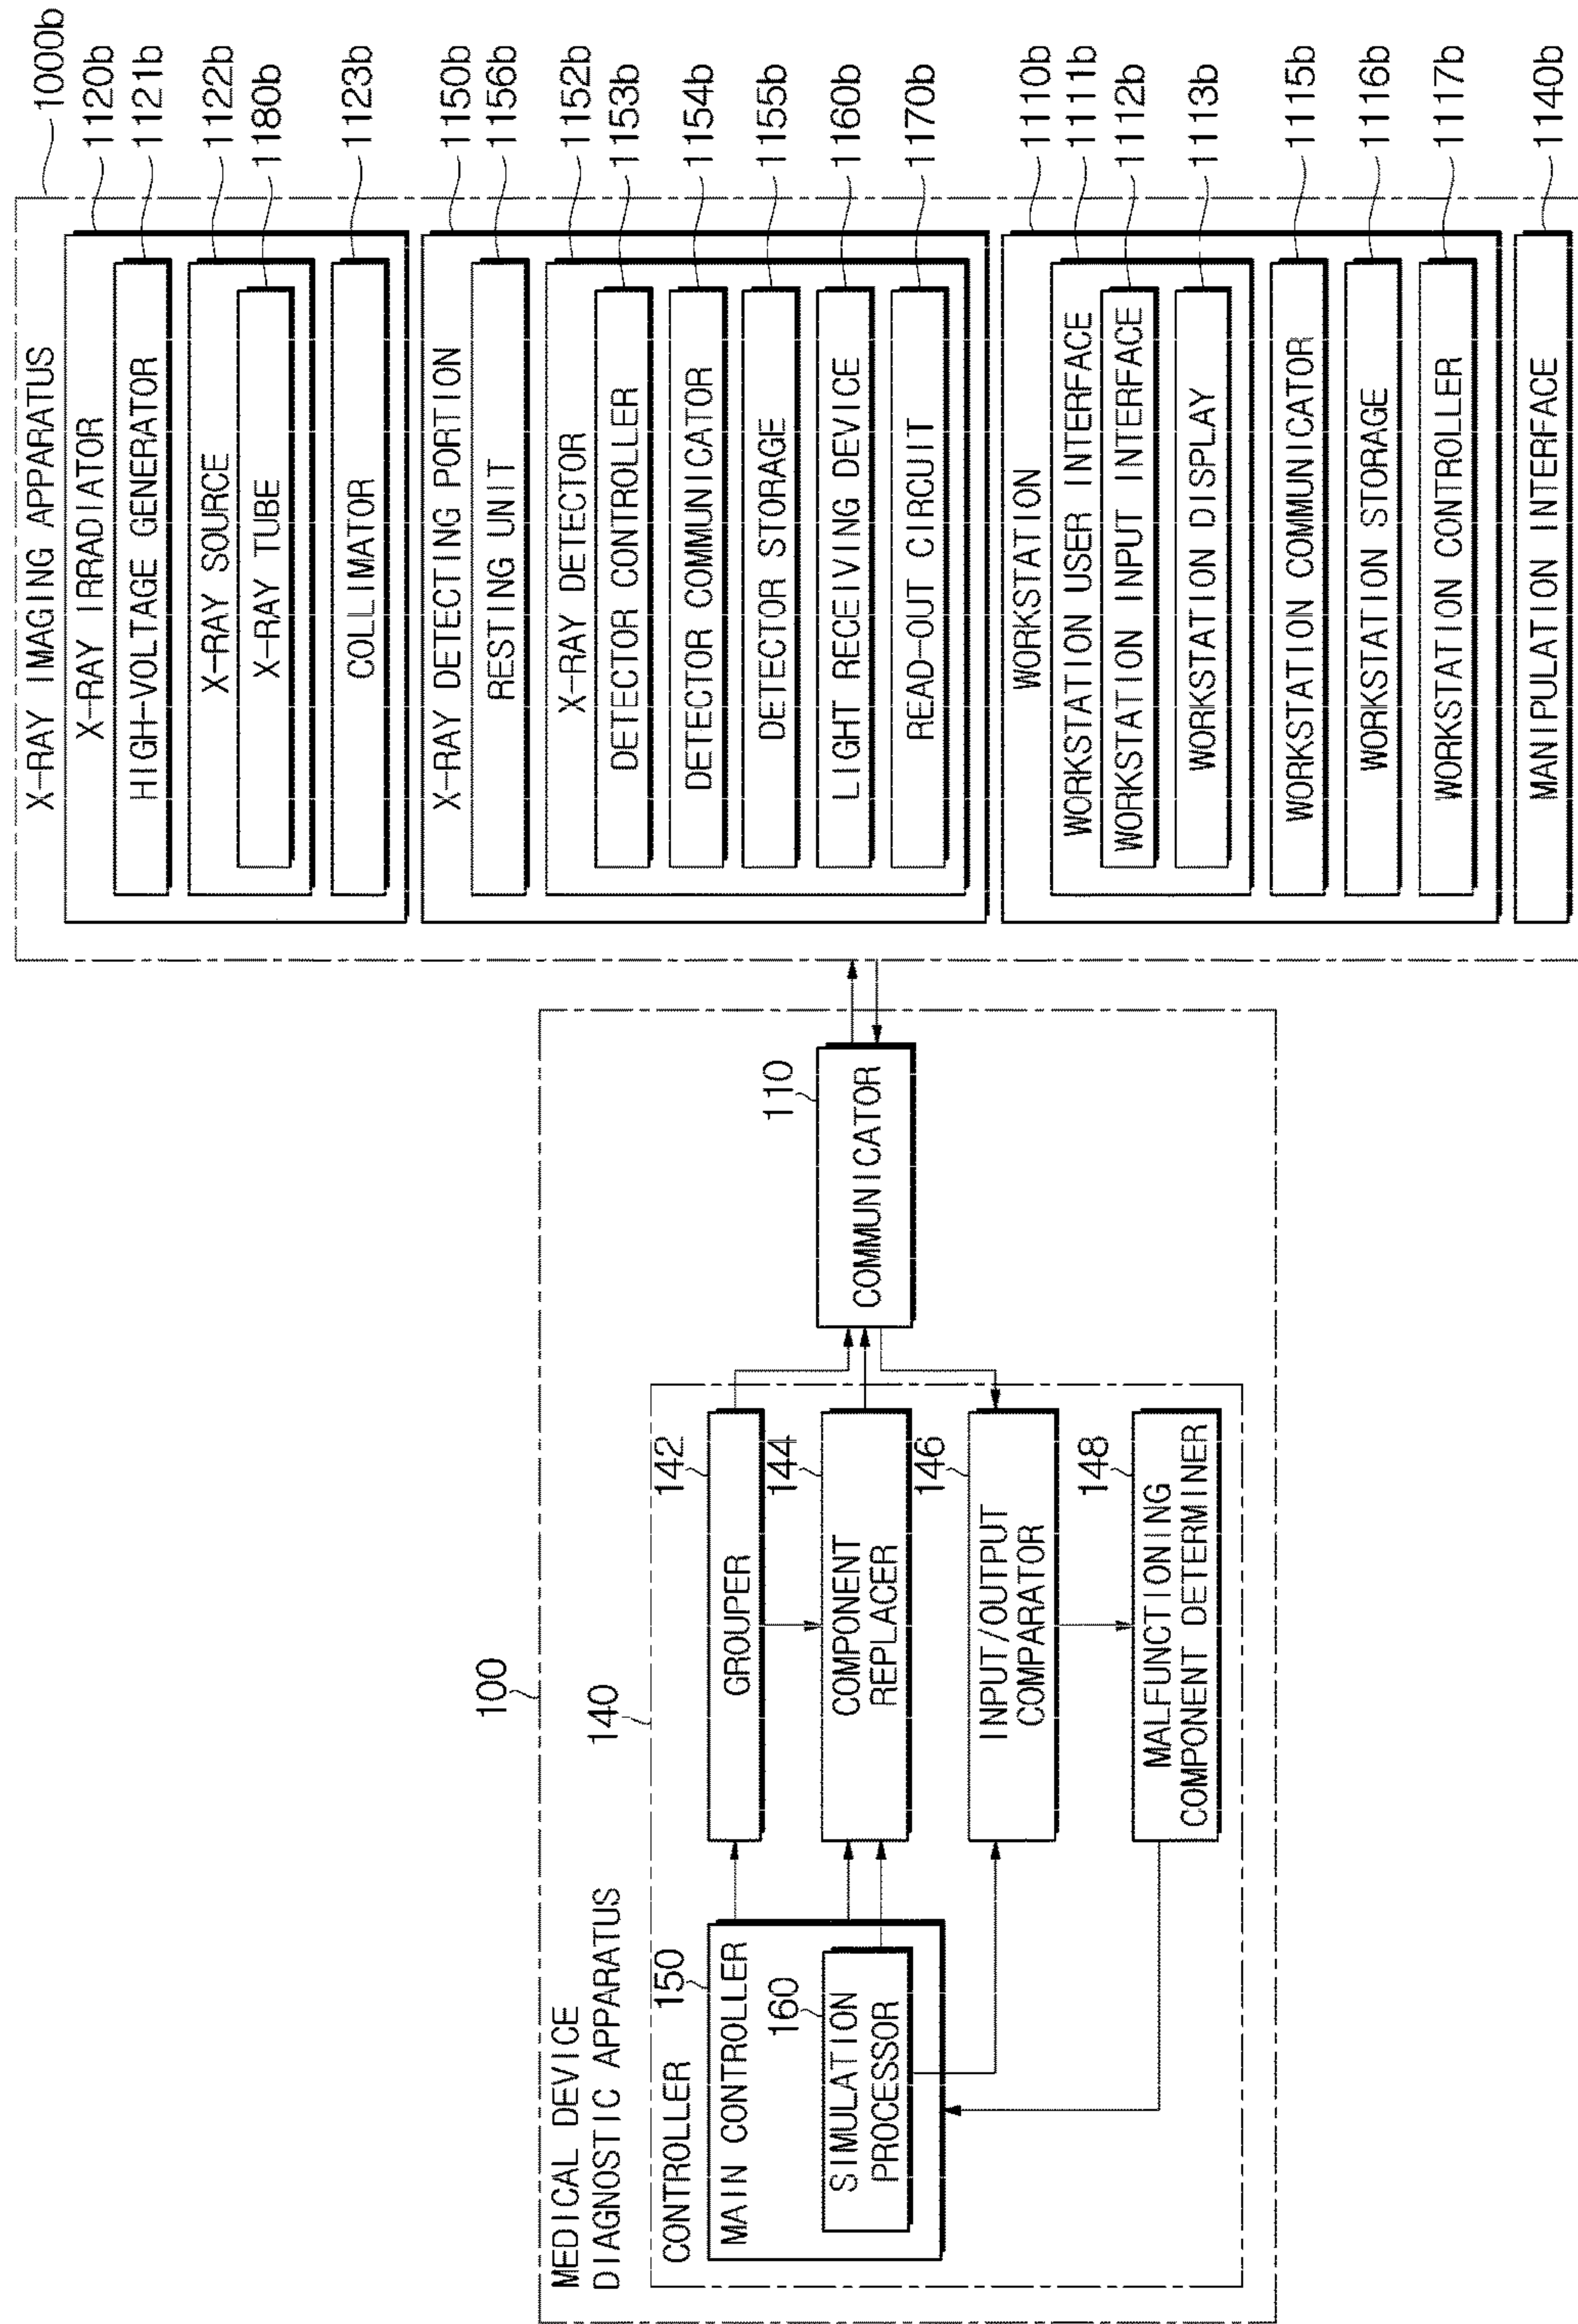 100
MEDICAL DEVICE
DIAGNOSTIC APPARATUS
140
CONTROLLER
150
MAIN CONTROLLER
160
SIMULATION
PROCESSOR
142
GROUPER
144
COMPONENT
REPLACER
146
INPUT/OUTPUT
COMPARATOR
148
MALFUNCTIONING
COMPONENT DETERMINER
110
COMMUNICATOR
1000b
X-RAY IMAGING APPARATUS
X-RAY IRRADIATOR
1120b
HIGH-VOLTAGE GENERATOR
1121b
X-RAY SOURCE
1122b
X-RAY TUBE
1180b
COLLIMATOR
1123b
X-RAY DETECTING PORTION
1150b
RESTING UNIT
1156b
X-RAY DETECTOR
1152b
DETECTOR CONTROLLER
1153b
DETECTOR COMMUNICATOR
1154b
DETECTOR STORAGE
1155b
LIGHT RECEIVING DEVICE
1160b
READ-OUT CIRCUIT
1170b
WORKSTATION
1110b
WORKSTATION USER INTERFACE
1111b
WORKSTATION INPUT INTERFACE
1112b
WORKSTATION DISPLAY
1113b
WORKSTATION COMMUNICATOR
1115b
WORKSTATION STORAGE
1116b
WORKSTATION CONTROLLER
1117b
MANIPULATION INTERFACE
1140b